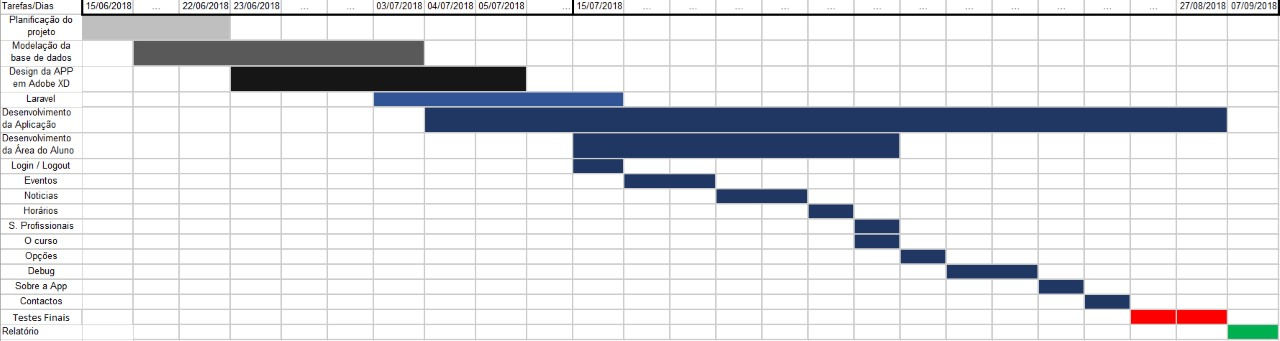 Tarefas/Dias 15/06/2018 ... 22/06/2018 23/06/2018 ... ... 03/07/2018 04/07/2018 05/07/2018 ... 15/07/2018 ... ... ... ... ... ... ... ... ... ... ... ... 27/08/2018 07/09/2018
Planificação do
projeto
Modelação da
base de dados
Design da APP
em Adobe XD
Laravel
Desenvolvimento
da Aplicação
Desenvolvimento
da Área do Aluno
Login / Logout
Eventos
Noticias
Horários
S. Profissionais
O curso
Opções
Debug
Sobre a App
Contactos
Testes Finais
Relatório